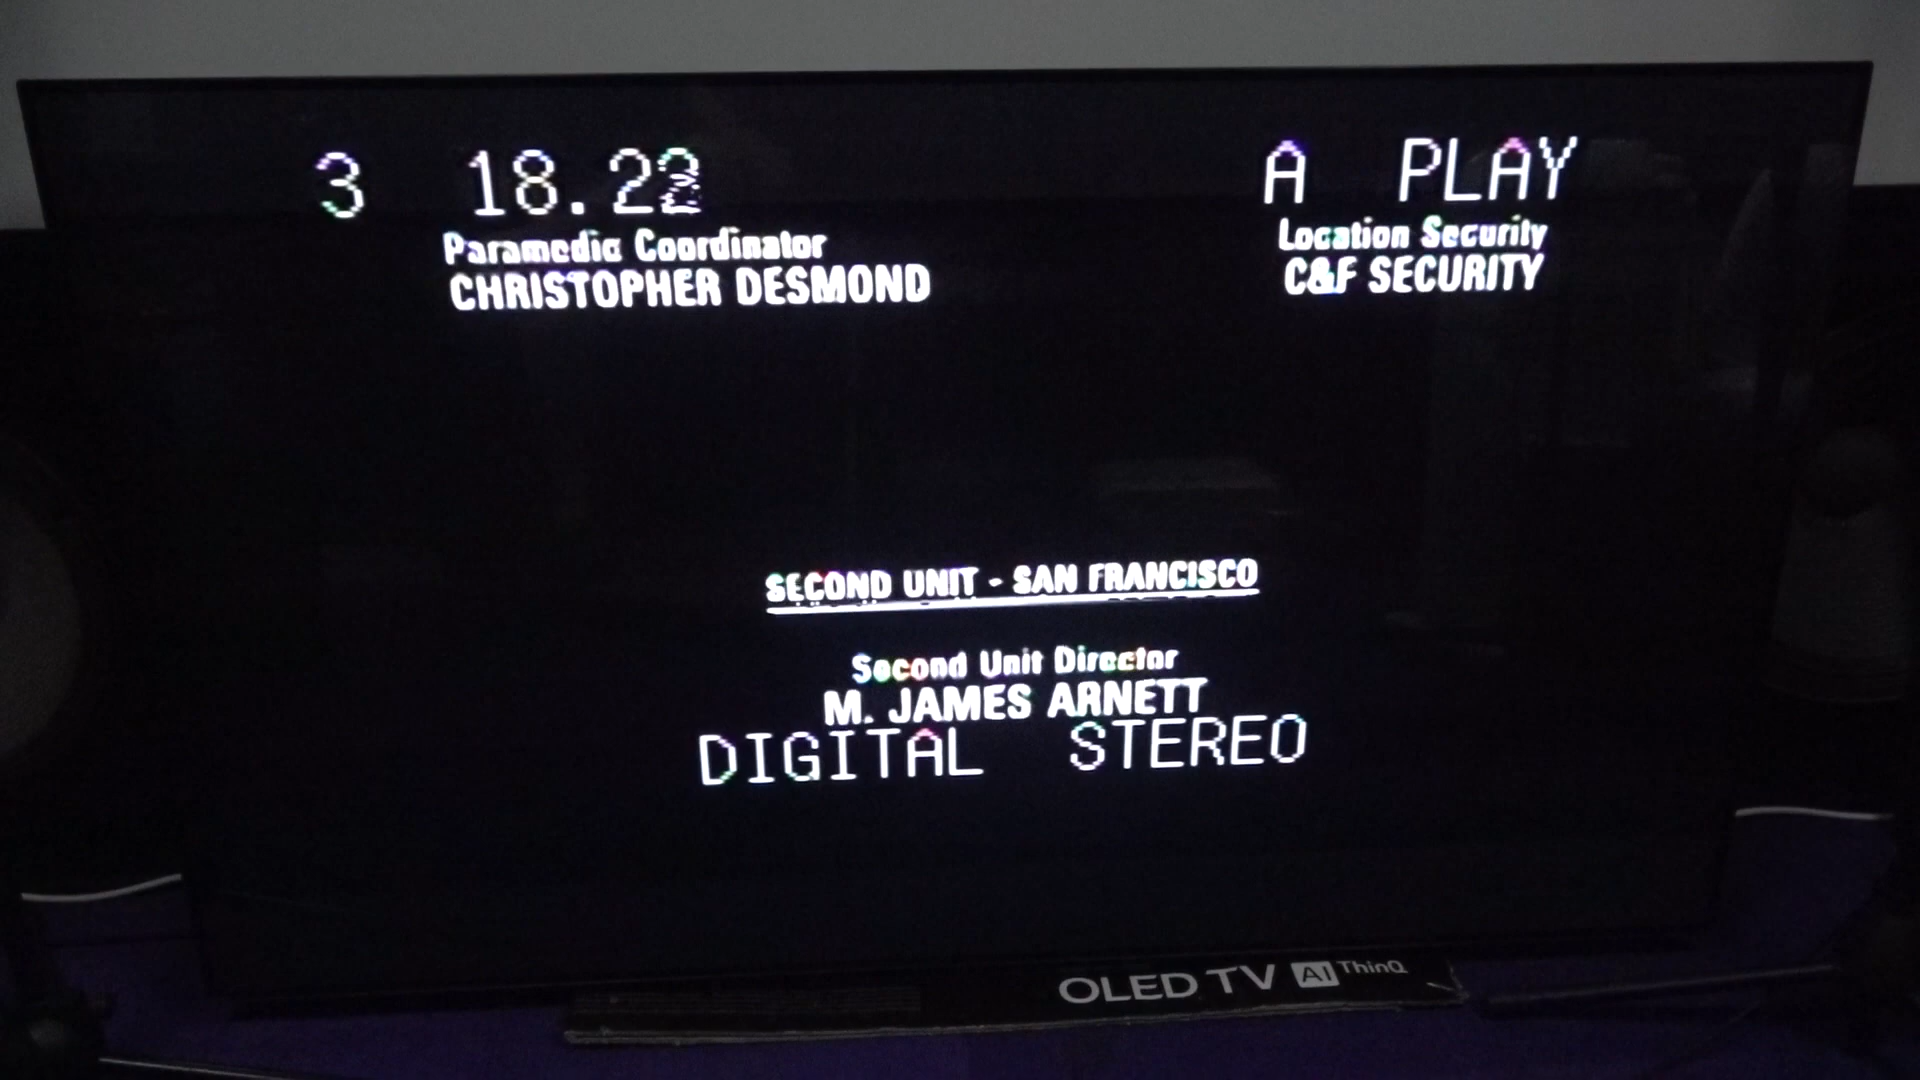 3 18.22 A PLAY
Paramedic Coordinator
CHRISTOPHER DESMOND
Location Security
C&F SECURITY
SECOND UNIT - SAN FRANCISCO
Second Unit Director
M. JAMES ARNETT
DIGITAL STEREO
OLED TV AI ThinQ